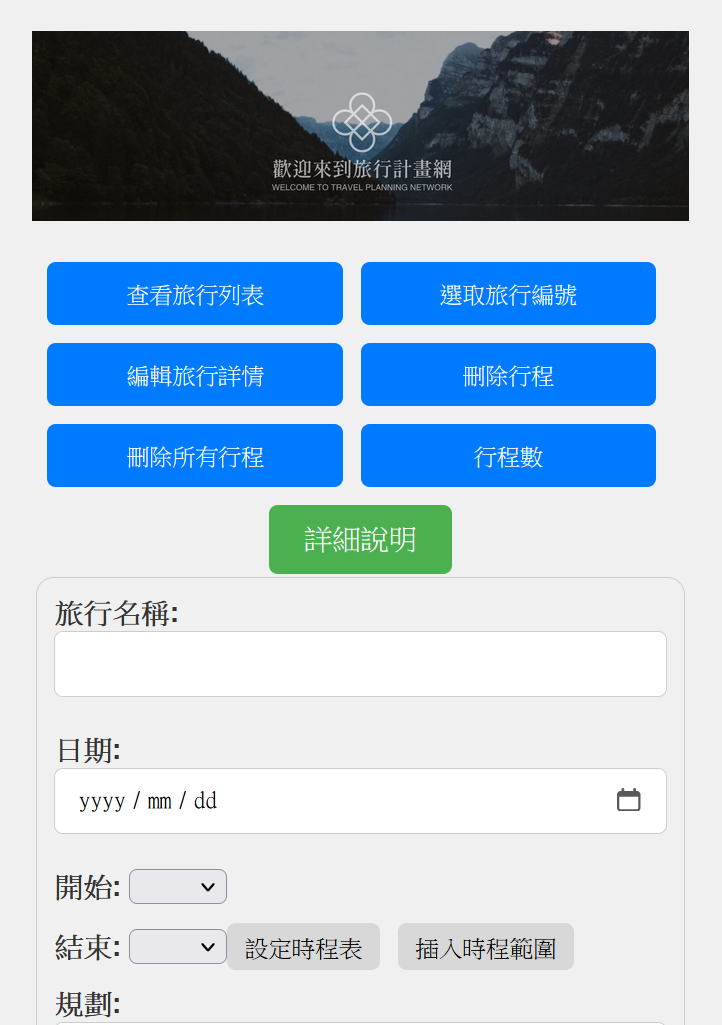 歡迎來到旅行計畫網
WELCOME TO TRAVEL PLANNING NETWORK
查看旅行列表
選取旅行編號
編輯旅行詳情
刪除行程
刪除所有行程
行程數
詳細說明
旅行名稱:
日期:
yyyy / mm / dd
開始:
結束:
設定時程表
插入時程範圍
規劃: